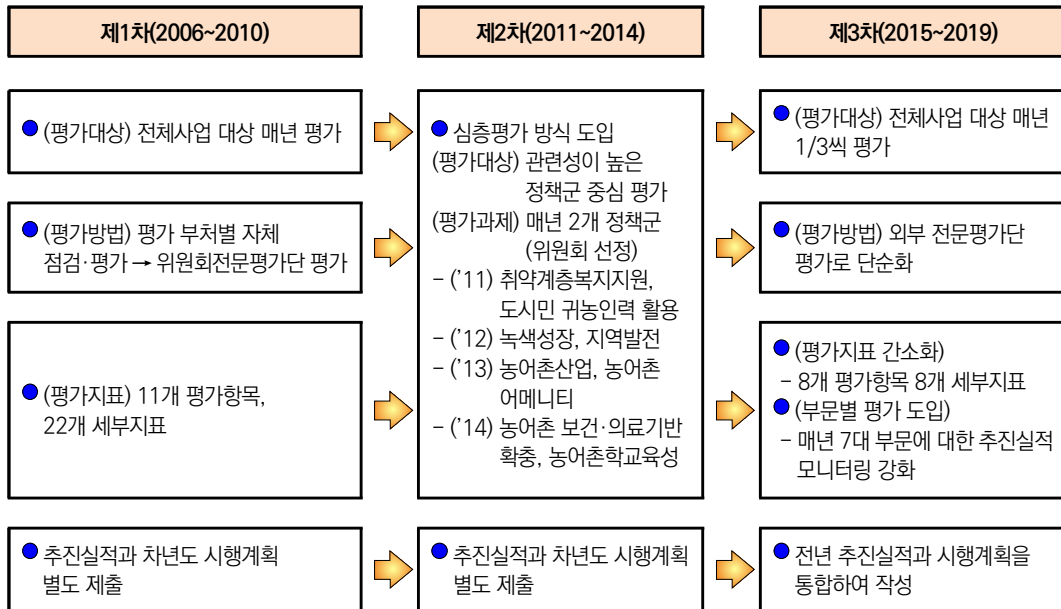 제1차(2006~2010)
제2차(2011~2014)
제3차(2015~2019)
● (평가대상) 전체사업 대상 매년 평가
● (평가방법) 평가 부처별 자체
점검·평가 → 위원회전문평가단 평가
● (평가지표) 11개 평가항목,
22개 세부지표
● 추진실적과 차년도 시행계획
별도 제출
● 심층평가 방식 도입
(평가대상) 관련성이 높은
정책군 중심 평가
(평가과제) 매년 2개 정책군
(위원회 선정)
- ('11) 취약계층복지지원,
도시민 귀농인력 활용
- ('12) 녹색성장, 지역발전
- ('13) 농어촌산업, 농어촌
어메니티
- ('14) 농어촌 보건·의료기반
확충, 농어촌학교육성
● 추진실적과 차년도 시행계획
별도 제출
● (평가대상) 전체사업 대상 매년
1/3씩 평가
● (평가방법) 외부 전문평가단
평가로 단순화
● (평가지표 간소화)
- 8개 평가항목 8개 세부지표
● (부문별 평가 도입)
- 매년 7대 부문에 대한 추진실적
모니터링 강화
● 전년 추진실적과 시행계획을
통합하여 작성